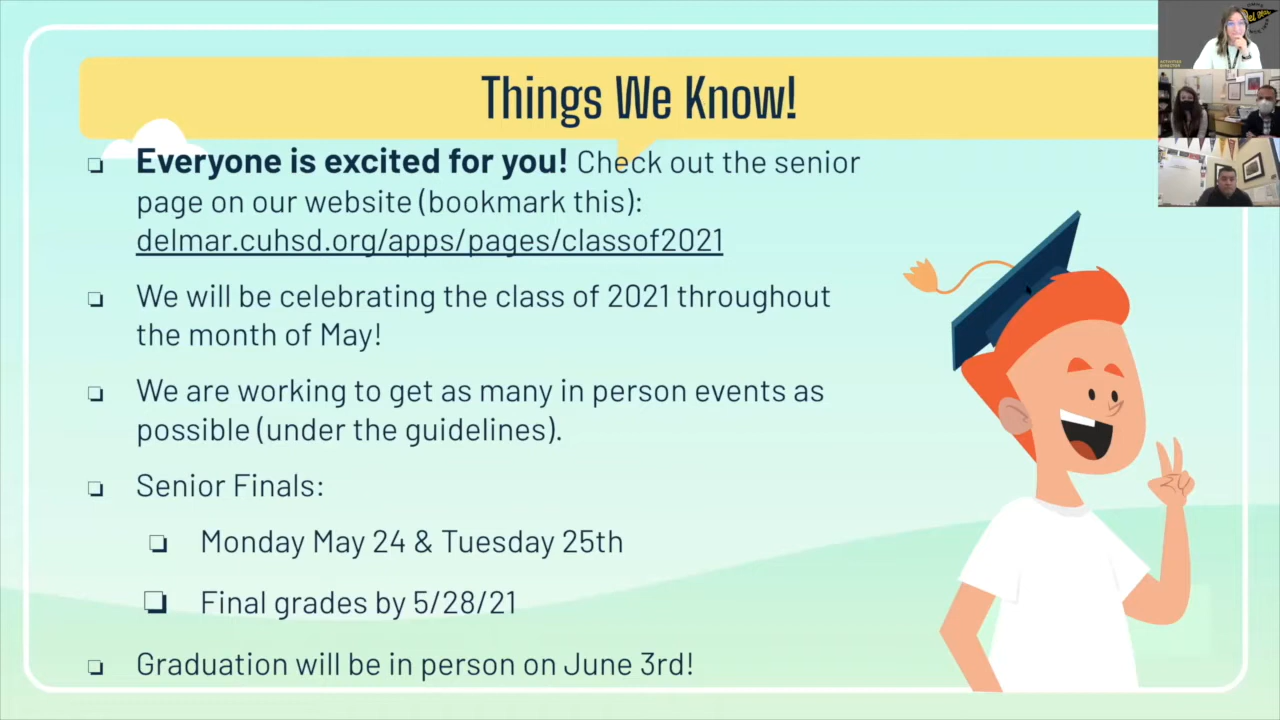 Things We Know!
Everyone is excited for you! Check out the senior
page on our website (bookmark this):
delmar.cuhsd.org/apps/pages/classof2021
We will be celebrating the class of 2021 throughout
the month of May!
We are working to get as many in person events as
possible (under the guidelines).
Senior Finals:
Monday May 24 & Tuesday 25th
Final grades by 5/28/21
Graduation will be in person on June 3rd!